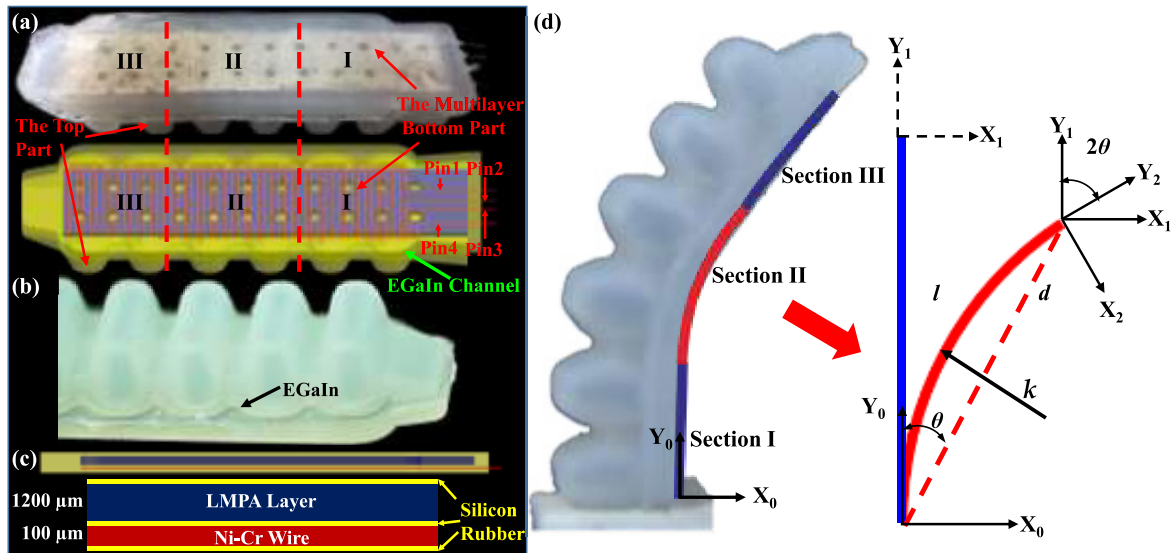 (a)
III
II
I
The Multilayer
Bottom Part
The Top
Part
Pin1 Pin2
III
II
I
Pin4 Pin3
EGaIn Channel
(b)
EGaIn
(c)
1200 µm
LMPA Layer
Silicon
100 µm
Ni-Cr Wire
Rubber
(d)
Section III
Section II
Section I
Y₀
X₀
Y₁
X₁
Y₁
2θ
Y₂
X₁
X₂
l
d
k
Y₀
θ
X₀